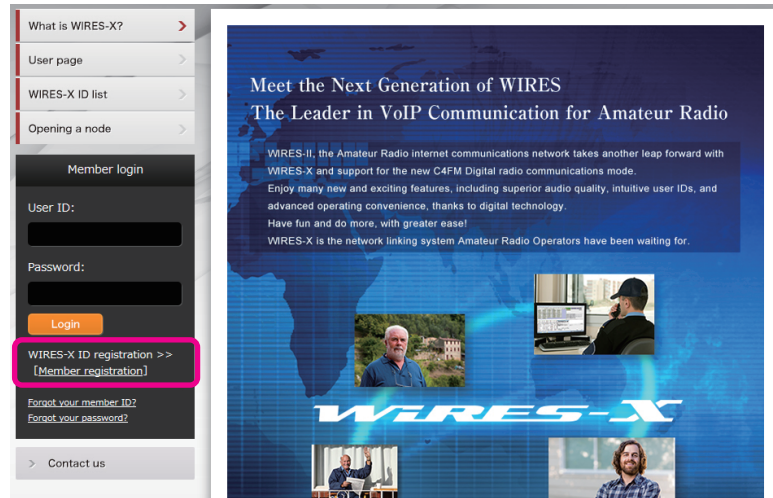 What is WIRES-X?
User page
WIRES-X ID list
Opening a node
Member login
User ID:
Password:
Login
WIRES-X ID registration >>
[Member registration]
Forgot your member ID?
Forgot your password?
Contact us
Meet the Next Generation of WIRES
The Leader in VoIP Communication for Amateur Radio
WIRES-II, the Amateur Radio internet communications network takes another leap forward with
WIRES-X and support for the new C4FM Digital radio communications mode.
Enjoy many new and exciting features, including superior audio quality, intuitive user IDs, and
advanced operating convenience, thanks to digital technology.
Have fun and do more, with greater ease!
WIRES-X is the network linking system Amateur Radio Operators have been waiting for.
WiRES-X